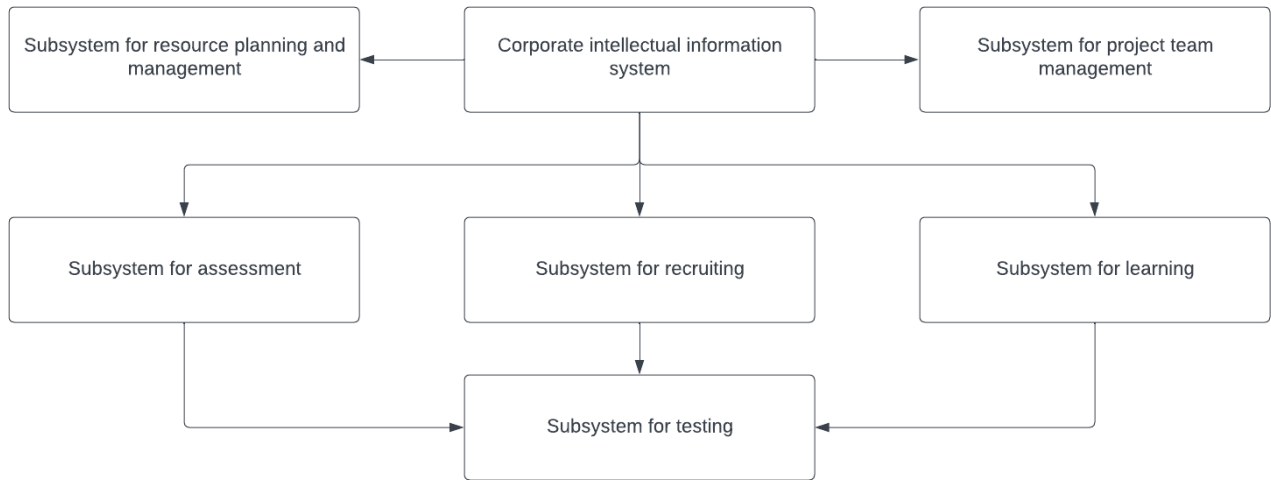 Subsystem for resource planning and
management
Corporate intellectual information
system
Subsystem for project team
management
Subsystem for assessment
Subsystem for recruiting
Subsystem for learning
Subsystem for testing